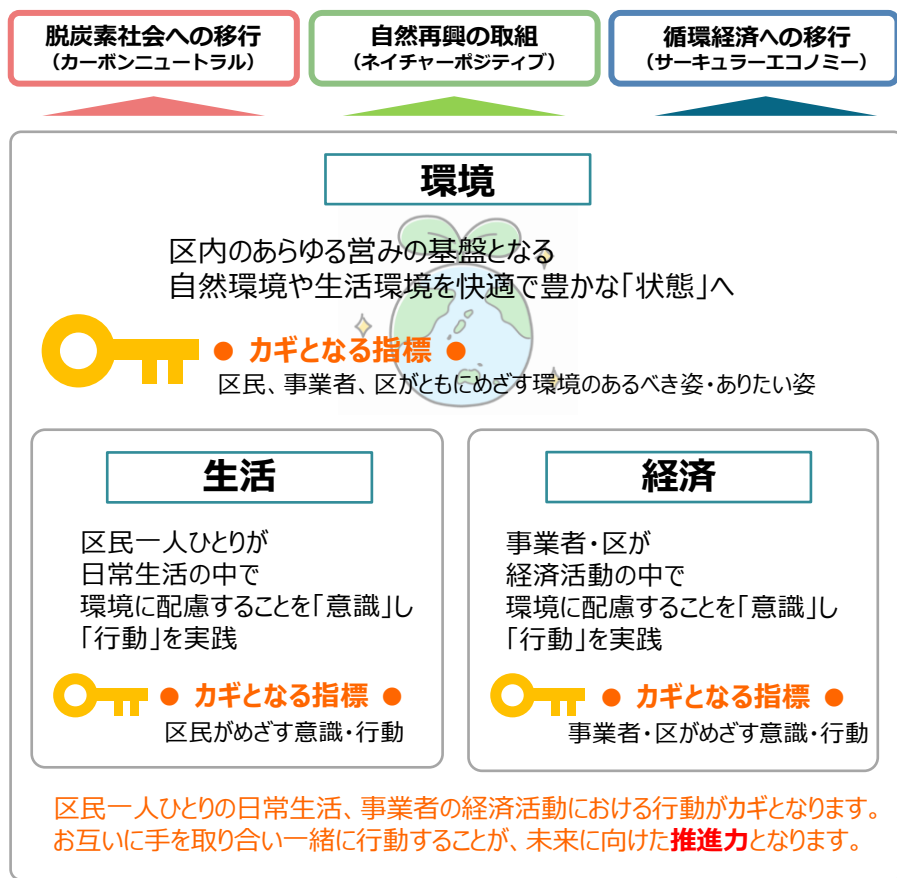 脱炭素社会への移行
（カーボンニュートラル）
自然再興の取組
（ネイチャーポジティブ）
循環経済への移行
（サーキュラーエコノミー）
環境
区内のあらゆる営みの基盤となる
自然環境や生活環境を快適で豊かな「状態」へ
● カギとなる指標 ●
区民、事業者、区がともにめざす環境のあるべき姿・ありたい姿
生活
区民一人ひとりが
日常生活の中で
環境に配慮することを「意識」し
「行動」を実践
● カギとなる指標 ●
区民がめざす意識・行動
経済
事業者・区が
経済活動の中で
環境に配慮することを「意識」し
「行動」を実践
● カギとなる指標 ●
事業者・区がめざす意識・行動
区民一人ひとりの日常生活、事業者の経済活動における行動がカギとなります。
お互いに手を取り合い一緒に行動することが、未来に向けた推進力となります。